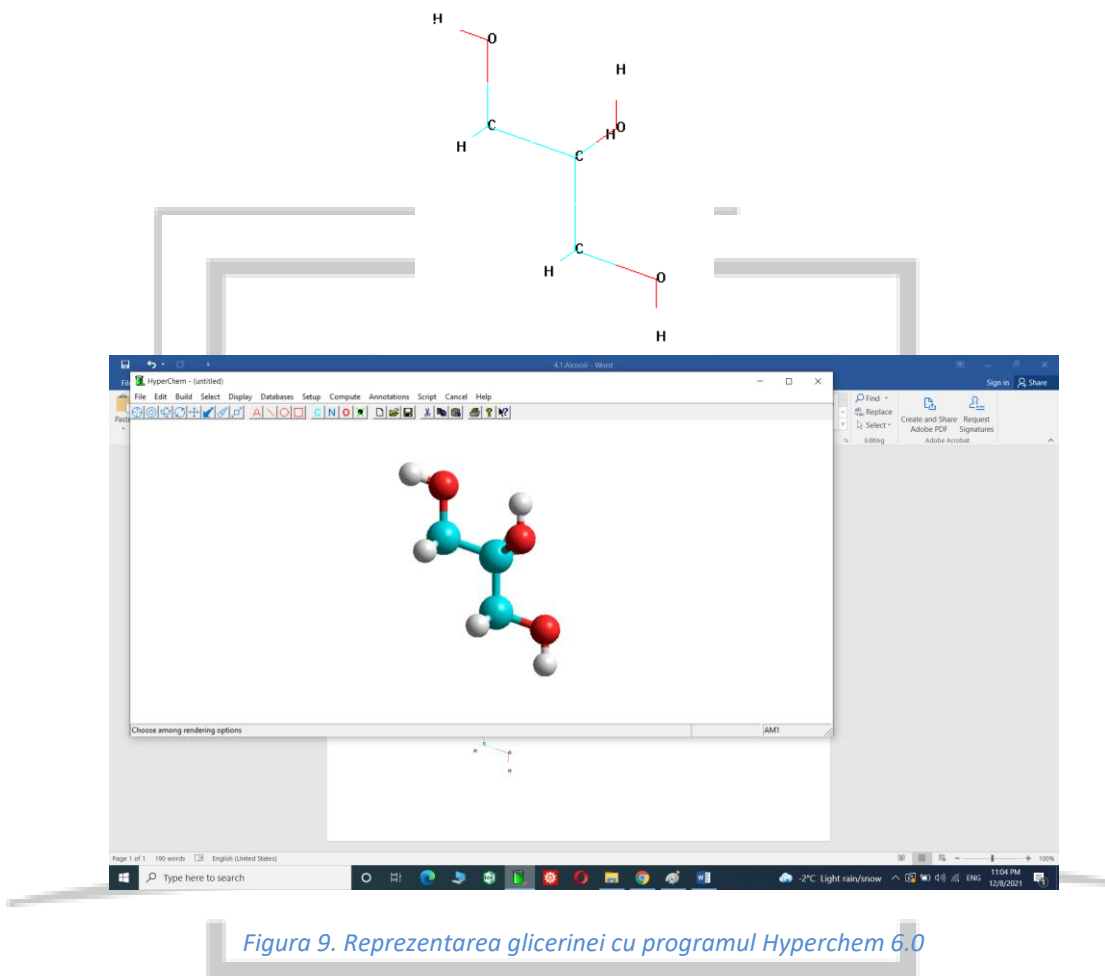 H
O
H
C
H
O
H
C
C
H
O
H
4.1.Alcooli - Word
HyperChem - (untitled)
Sign in Share
File Edit Build Select Display Databases Setup Compute Annotations Script Cancel Help
Find
Replace
Select
Editing
Create and Share Adobe PDF
Request Signatures
Adobe Acrobat
C N O
Choose among rendering options
AM1
Page 1 of 1 190 words English (United States)
100%
Type here to search
-2°C Light rain/snow
ENG
11:04 PM
12/8/2021
Figura 9. Reprezentarea glicerinei cu programul Hyperchem 6.0